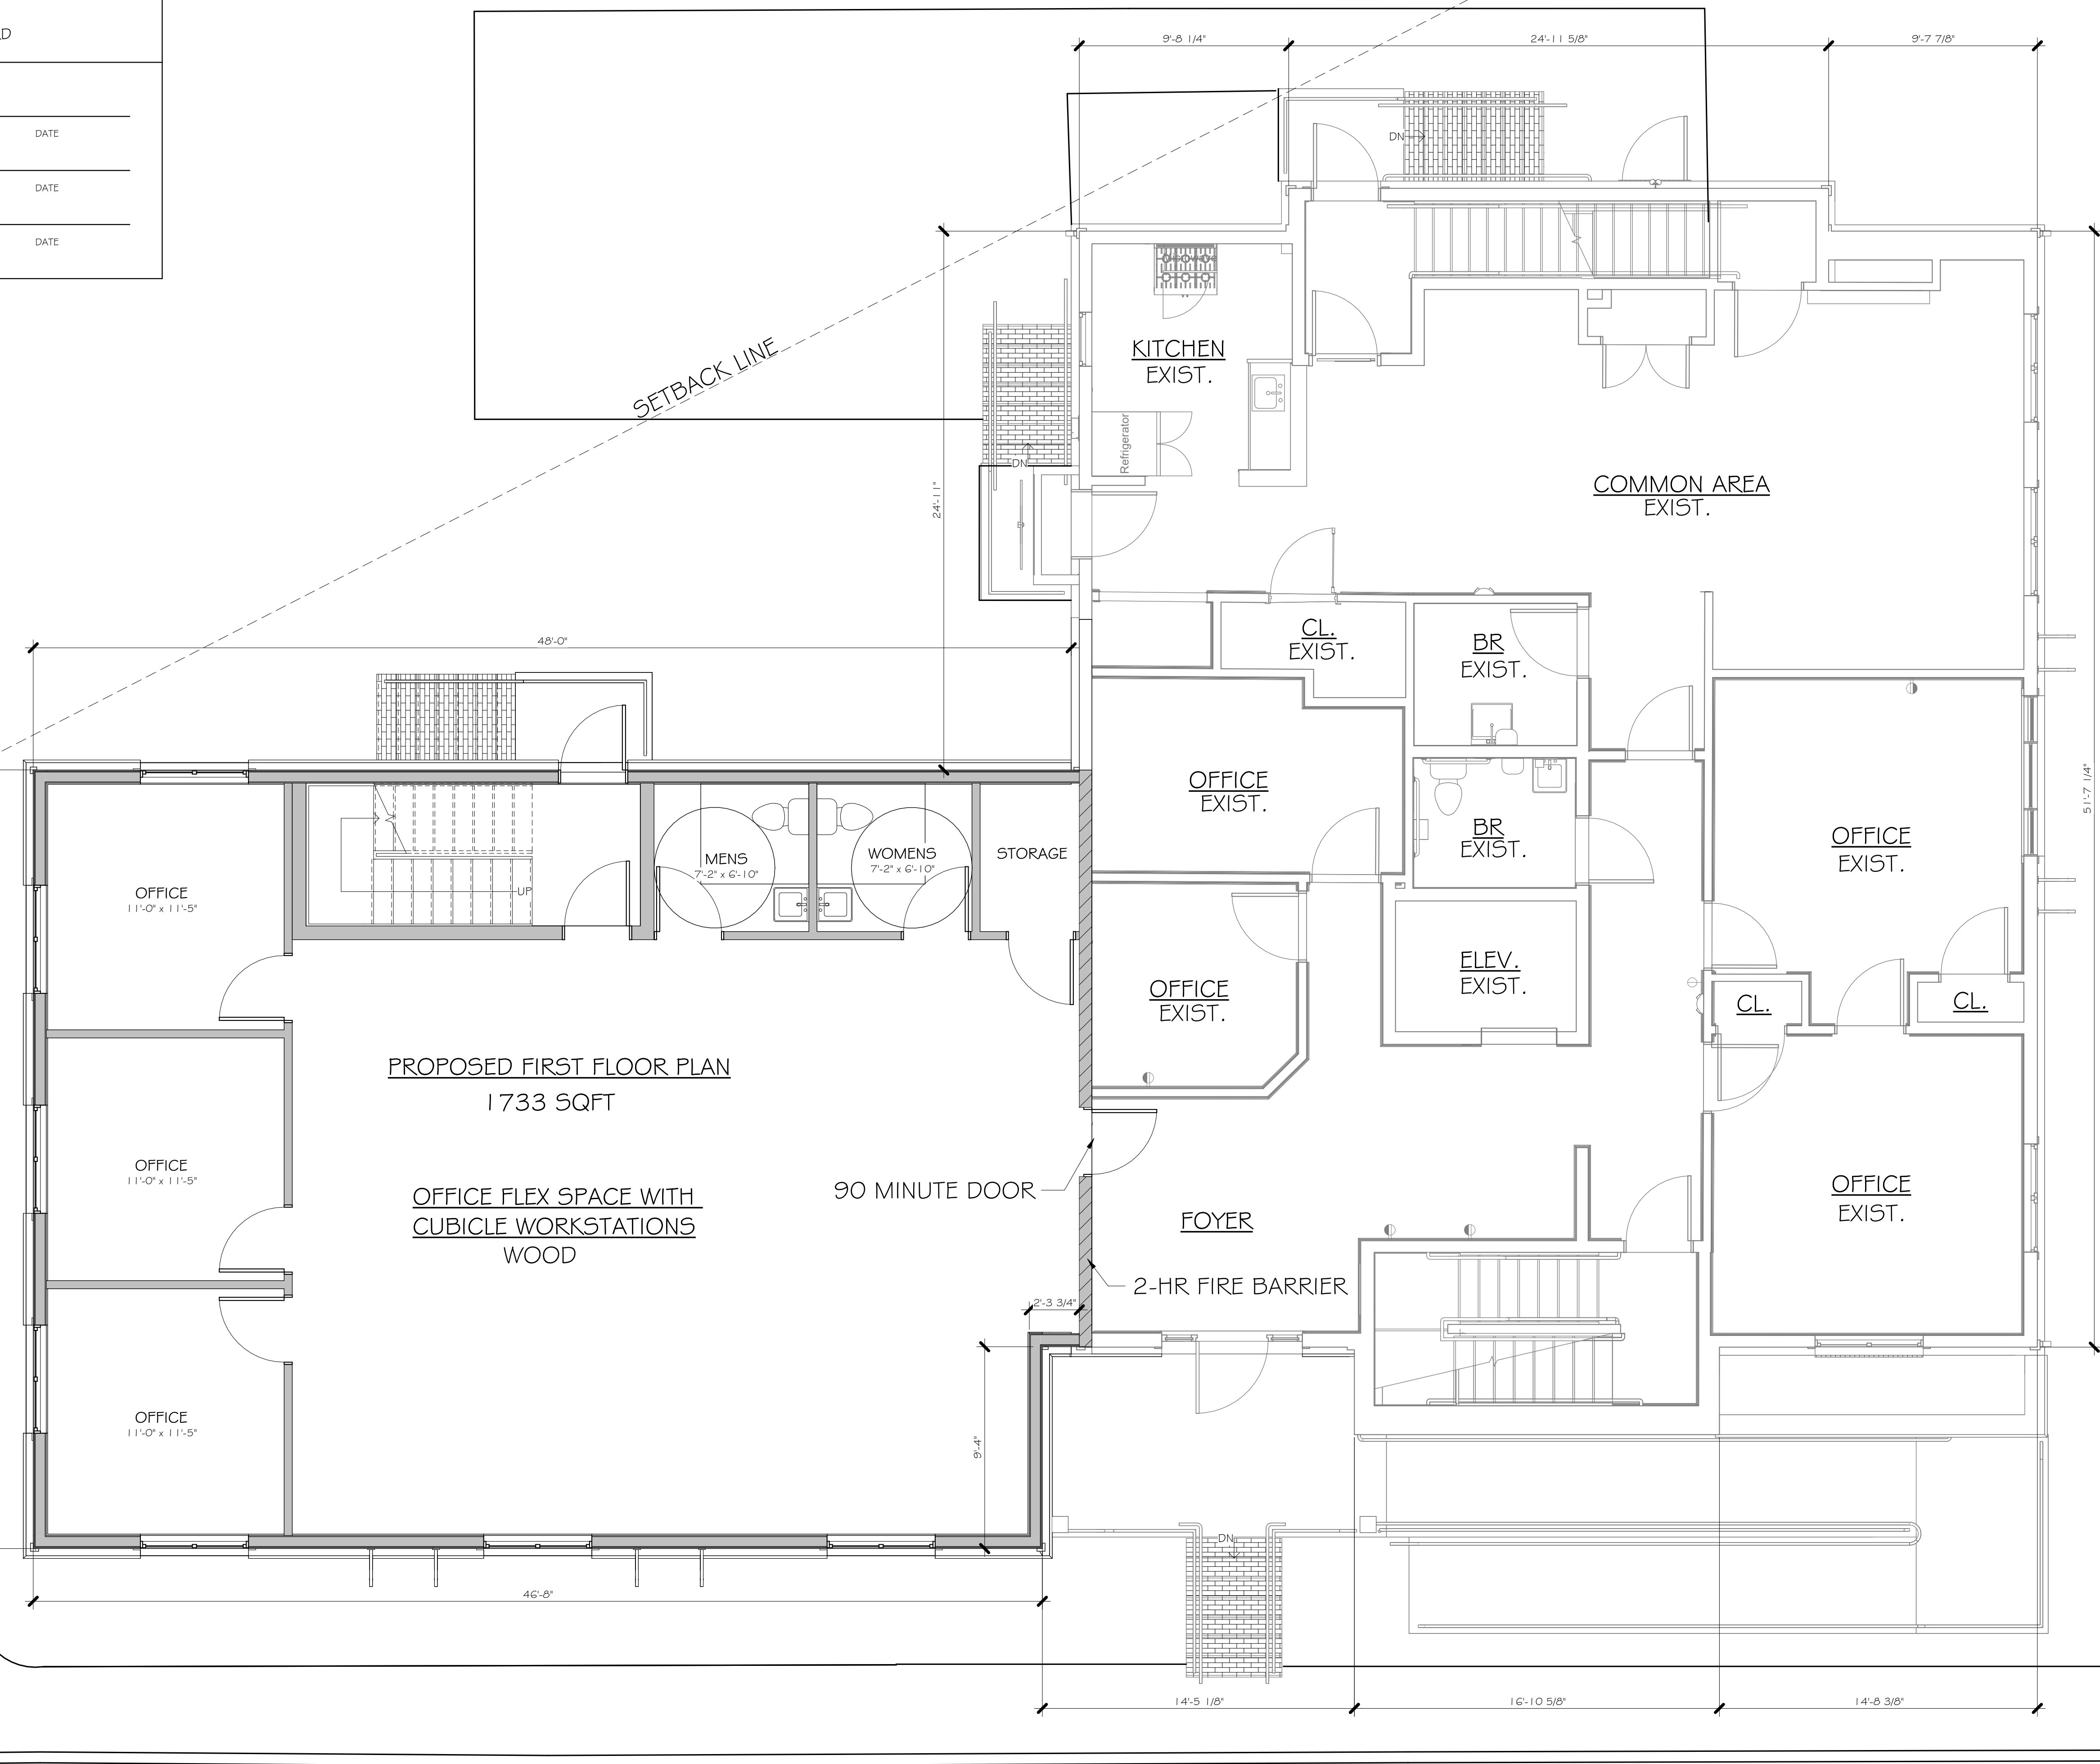 D
DATE
DATE
DATE
9'-8 1/4"
24'-11 5/8"
9'-7 7/8"
DN
KITCHEN
EXIST.
SETBACK LINE
Refrigerator
DN
24'-11"
COMMON AREA
EXIST.
48'-0"
CL.
EXIST.
BR
EXIST.
OFFICE
EXIST.
BR
EXIST.
OFFICE
EXIST.
51'-7 1/4"
OFFICE
11'-0" x 11'-5"
UP
MENS
7'-2" x 6'-10"
WOMENS
7'-2" x 6'-10"
STORAGE
OFFICE
EXIST.
ELEV.
EXIST.
CL.
CL.
PROPOSED FIRST FLOOR PLAN
1733 SQFT
OFFICE
11'-0" x 11'-5"
90 MINUTE DOOR
OFFICE FLEX SPACE WITH
CUBICLE WORKSTATIONS
WOOD
FOYER
OFFICE
EXIST.
2-HR FIRE BARRIER
2'-3 3/4"
OFFICE
11'-0" x 11'-5"
9'-4"
DN
46'-8"
14'-5 1/8"
16'-10 5/8"
14'-8 3/8"